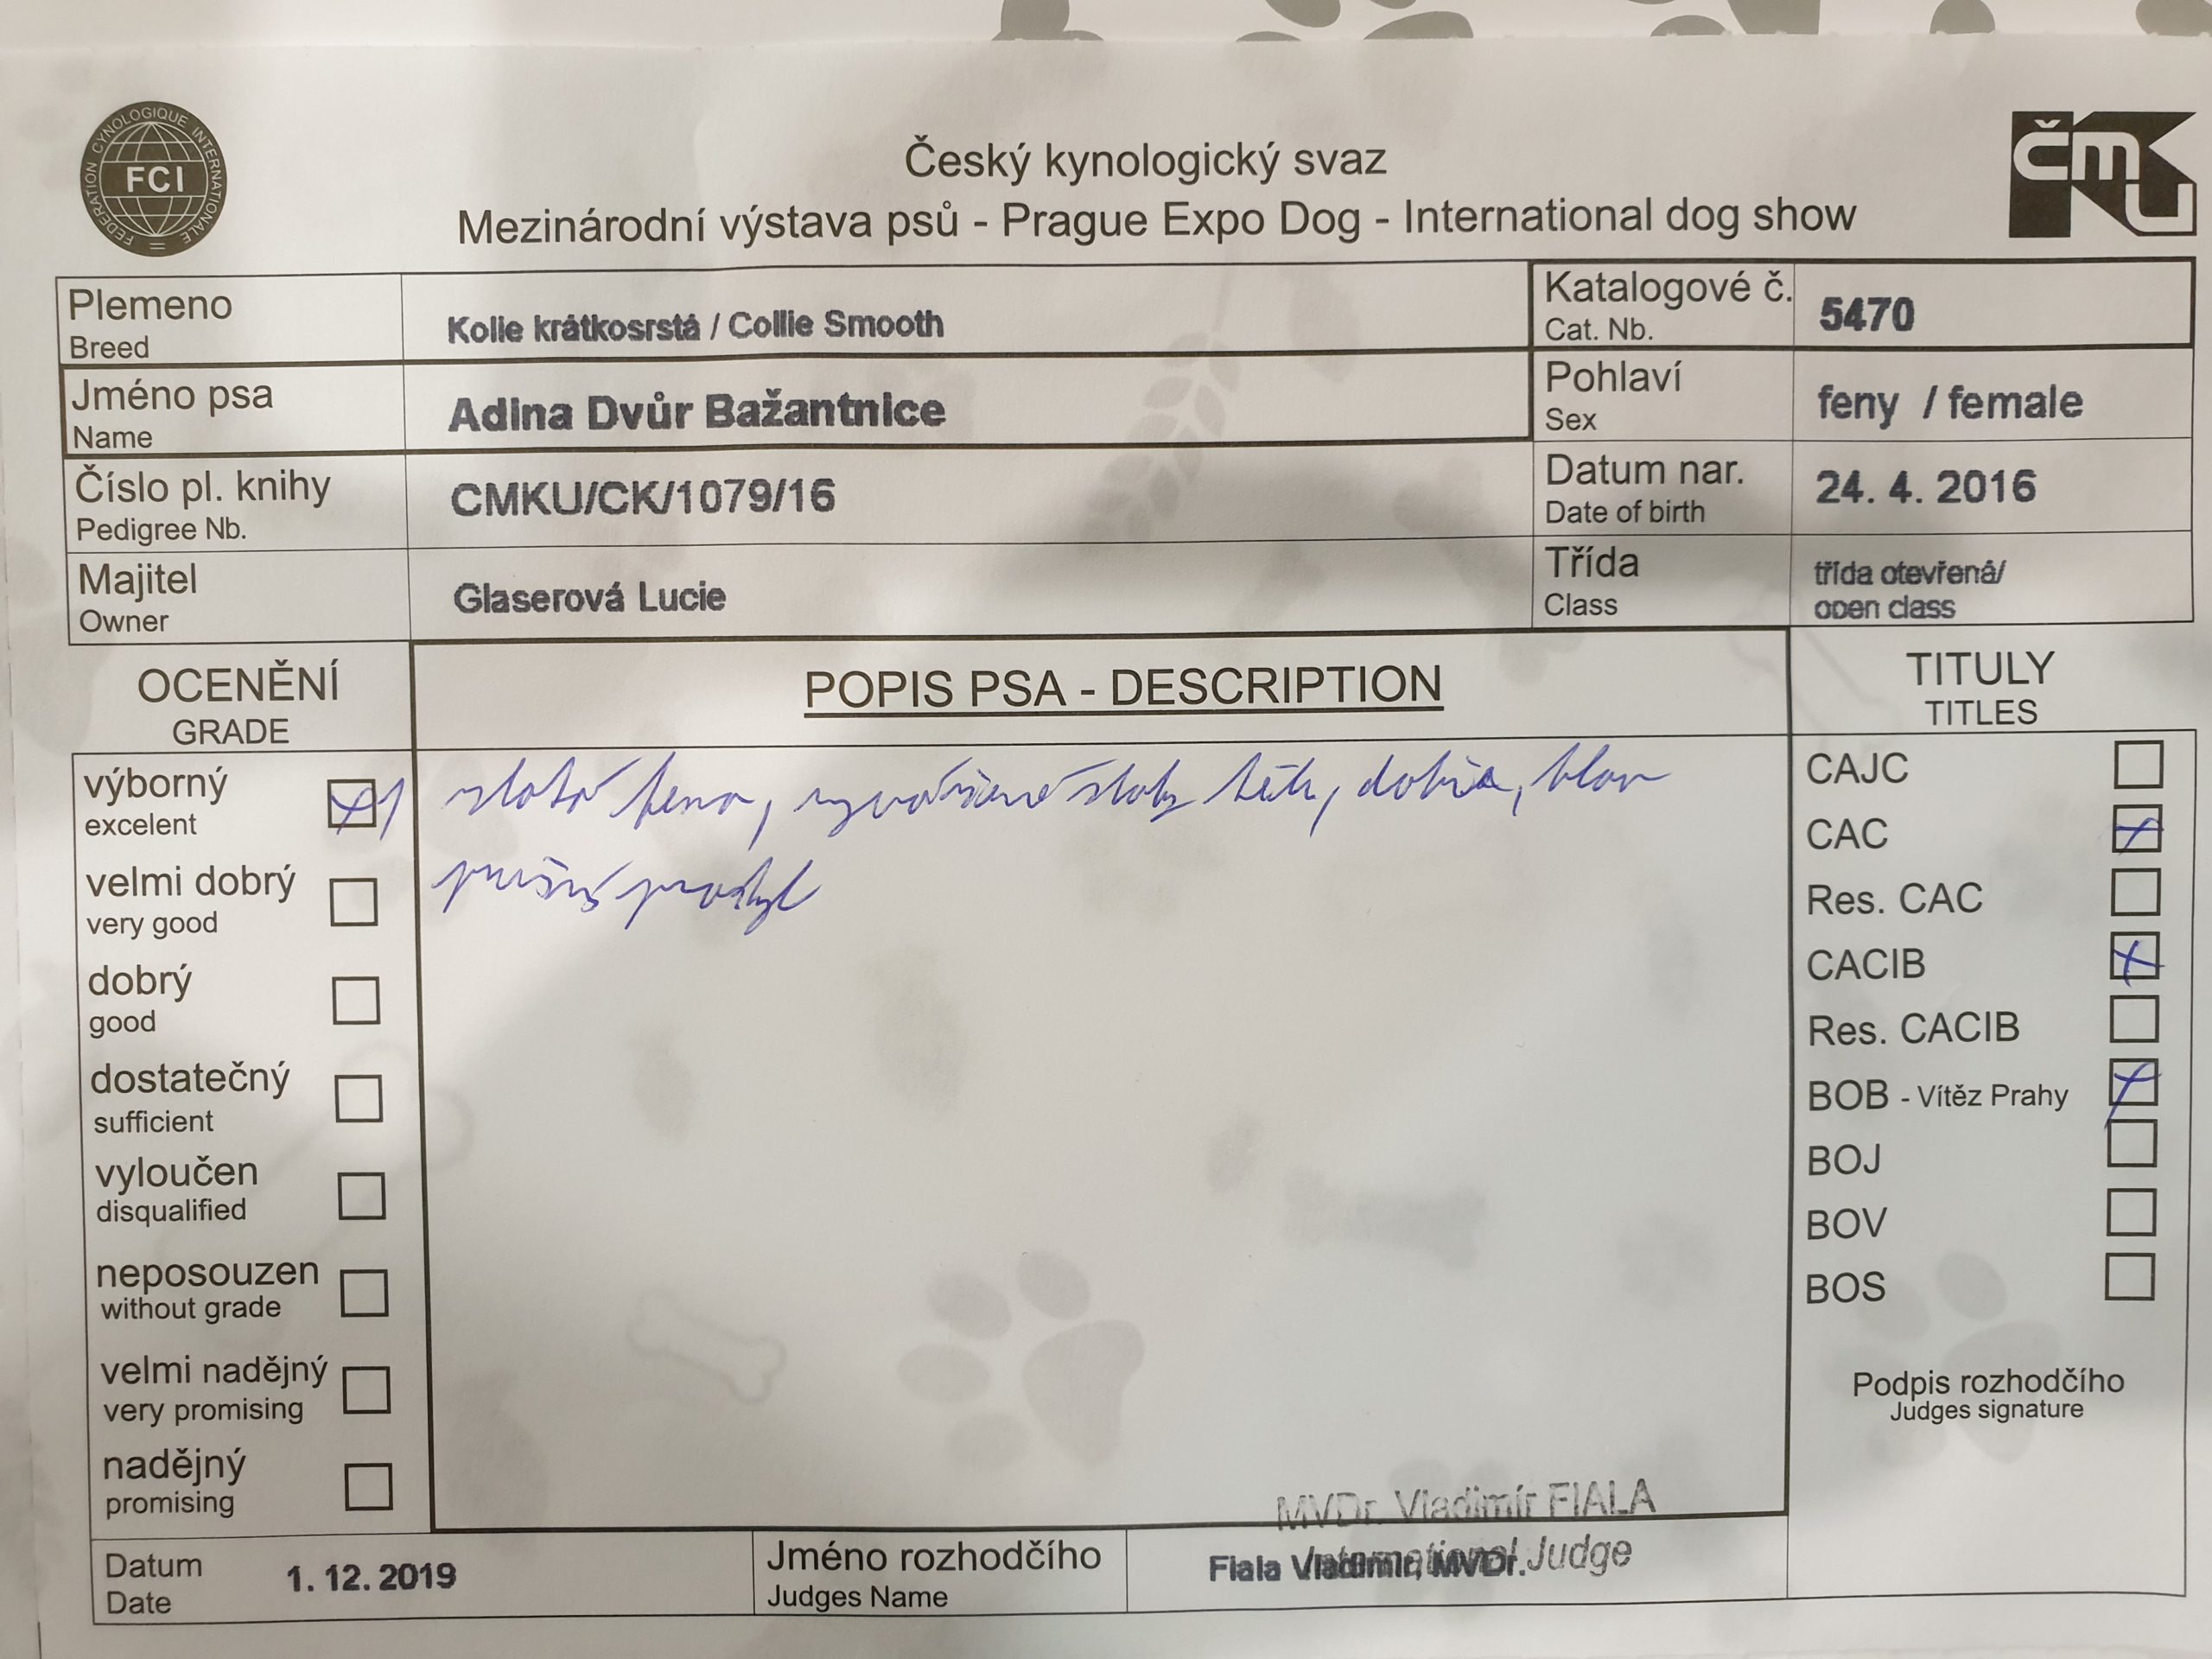 FEDERATION CYNOLOGIQUE INTERNATIONALE
FCI
Český kynologický svaz
Mezinárodní výstava psů - Prague Expo Dog - International dog show
ČMKU
Plemeno
Breed
Kolie krátkosrstá / Collie Smooth
Katalogové č.
Cat. Nb.
5470
Jméno psa
Name
Adina Dvůr Bažantnice
Pohlaví
Sex
feny / female
Číslo pl. knihy
Pedigree Nb.
CMKU/CK/1079/16
Datum nar.
Date of birth
24. 4. 2016
Majitel
Owner
Glaserová Lucie
Třída
Class
třída otevřená/
open class
OCENĚNÍ
GRADE
výborný
excelent
1
velmi dobrý
very good
dobrý
good
dostatečný
sufficient
vyloučen
disqualified
neposouzen
without grade
velmi nadějný
very promising
nadějný
promising
POPIS PSA - DESCRIPTION
fena,
TITULY
TITLES
CAJC
CAC
Res. CAC
CACIB
Res. CACIB
BOB - Vítěz Prahy
BOJ
BOV
BOS
Podpis rozhodčího
Judges signature
Datum
Date
1. 12. 2019
Jméno rozhodčího
Judges Name
MVDr. Vladimír FIALA
International Judge
Fiala Vladimír, MVDr.